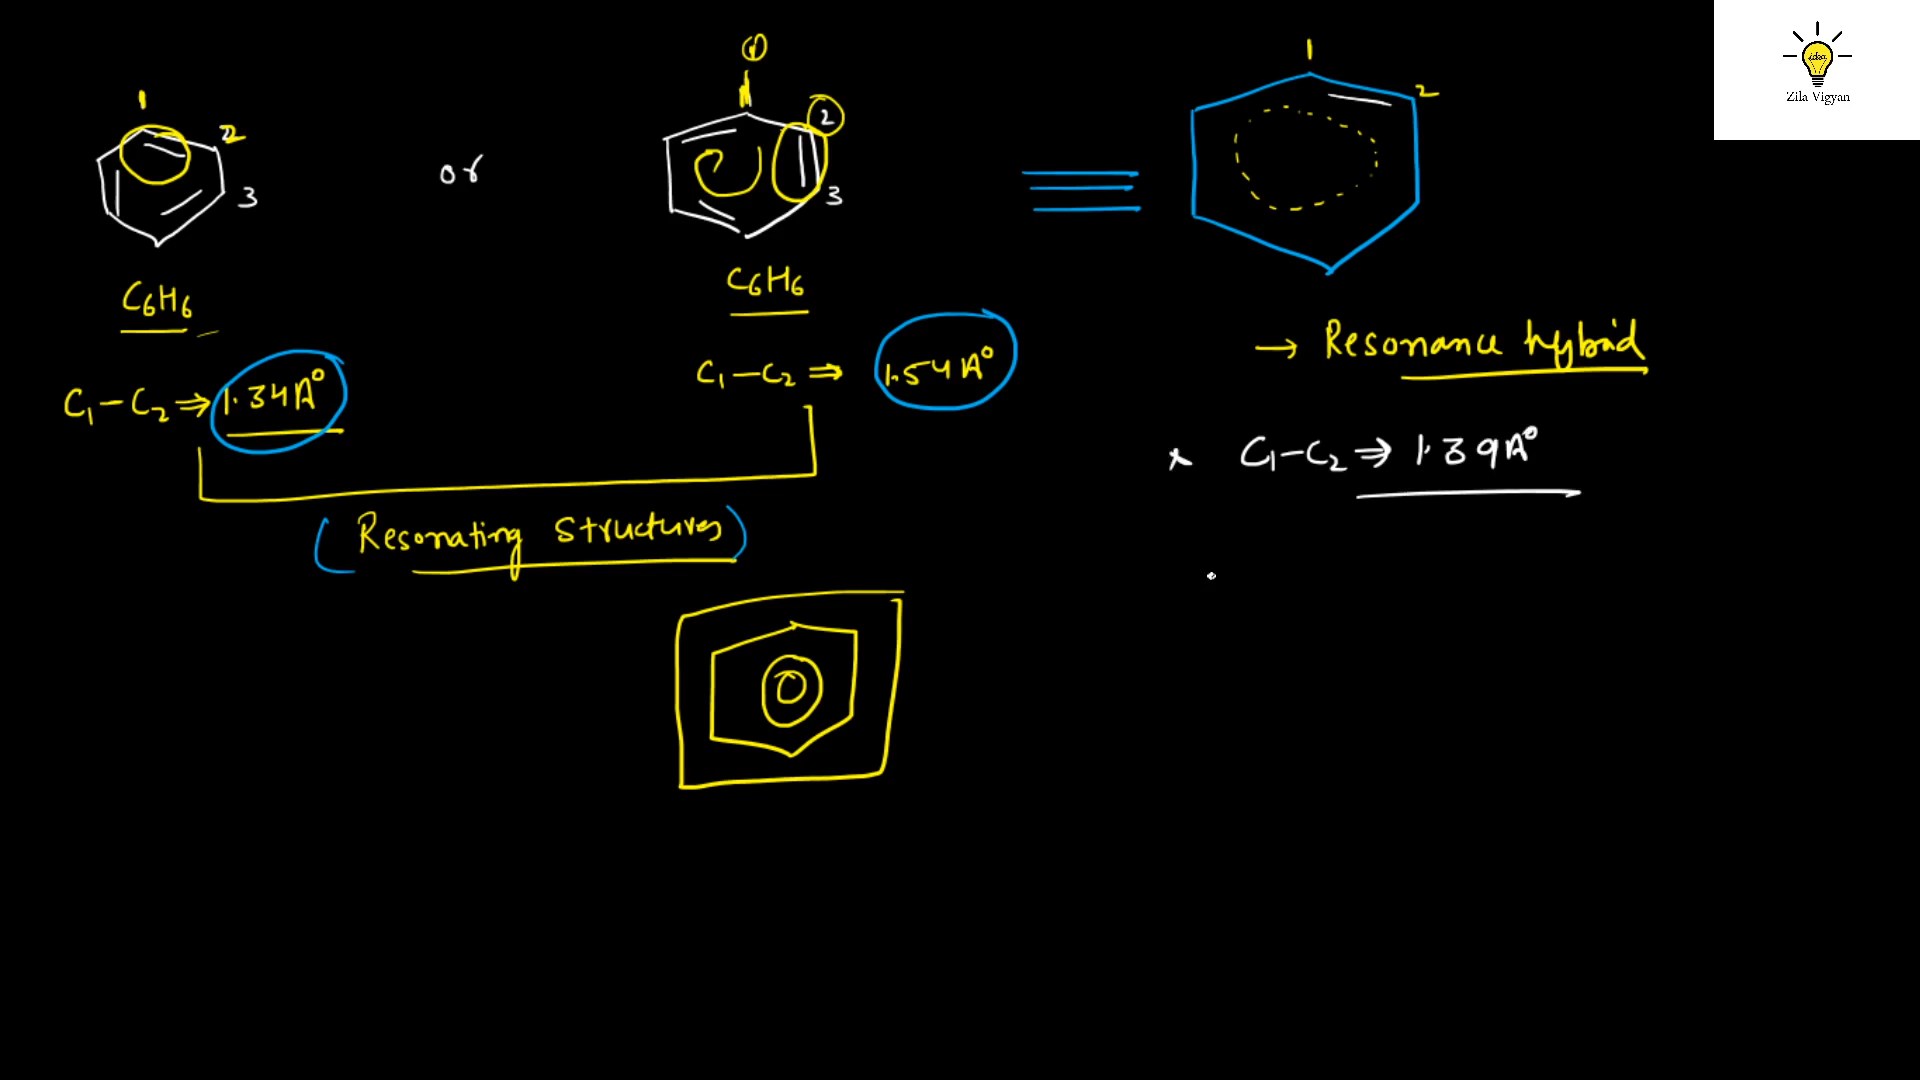 1
2
3
C6H6
C1-C2 ⇒ 1.34A°
or
1
2
3
C6H6
C1-C2 ⇒ 1.54A°
(Resonating structures)
1
2
→ Resonance hybrid
* C1-C2 ⇒ 1.39A°
idea
Zila Vigyan